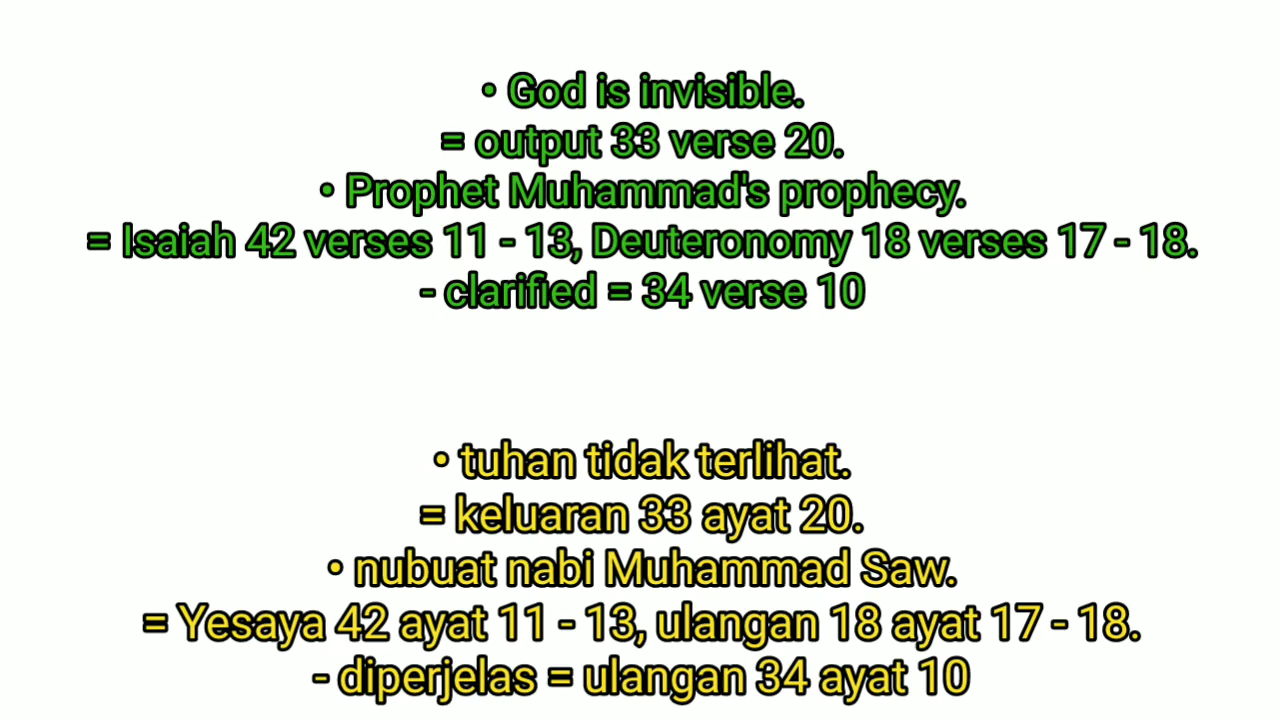 • God is invisible.
= output 33 verse 20.
• Prophet Muhammad's prophecy.
= Isaiah 42 verses 11 - 13, Deuteronomy 18 verses 17 - 18.
- clarified = 34 verse 10
• tuhan tidak terlihat.
= keluaran 33 ayat 20.
• nubuat nabi Muhammad Saw.
= Yesaya 42 ayat 11 - 13, ulangan 18 ayat 17 - 18.
- diperjelas = ulangan 34 ayat 10